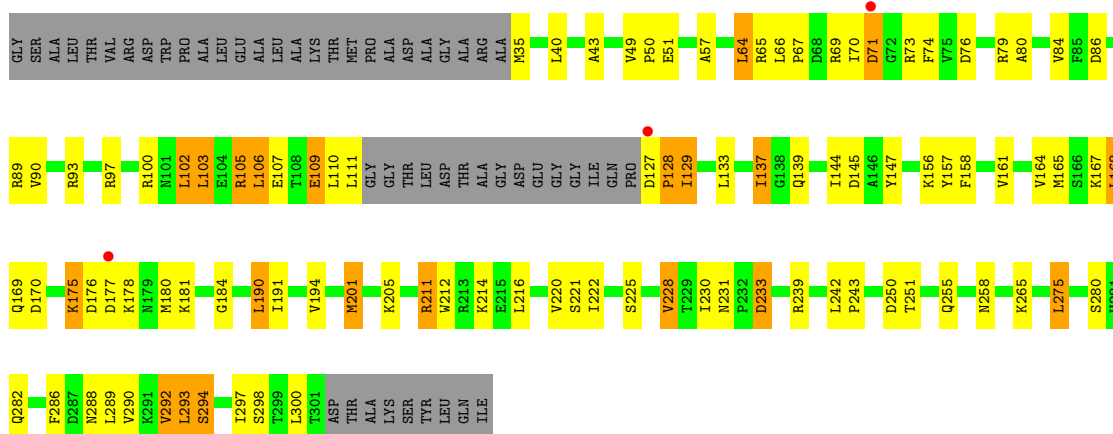 GLY SER ALA LEU THR VAL ARG ASP TRP PRO ALA LEU GLU ALA LEU ALA LYS THR MET PRO ALA ASP ALA GLY ALA ARG ALA M35 L40 A43 V49 P50 E51 A57 L64 R65 L66 P67 D68 R69 I70 D71 G72 R73 F74 V75 D76 R79 A80 V84 F85 D86
R89 V90 R93 R97 R100 N101 L102 L103 E104 R105 L106 E107 T108 E109 L110 L111 GLY GLY THR LEU ASP THR ALA GLY ASP GLU GLY GLY ILE GLN PRO D127 P128 I129 L133 I137 G138 Q139 I144 D145 A146 Y147 K156 Y157 F158 V161 V164 M165 S166 K167
Q169 D170 K175 D176 D177 K178 N179 M180 K181 G184 L190 I191 V194 M201 K205 R211 W212 R213 K214 E215 L216 V220 S221 I222 S225 V228 T229 I230 N231 P232 D233 R239 L242 P243 D250 T251 Q255 N258 K265 L275 S280
Q282 F286 D287 N288 L289 V290 K291 V292 L293 S294 I297 S298 T299 L300 T301 ASP THR ALA LYS SER TYR LEU GLN ILE